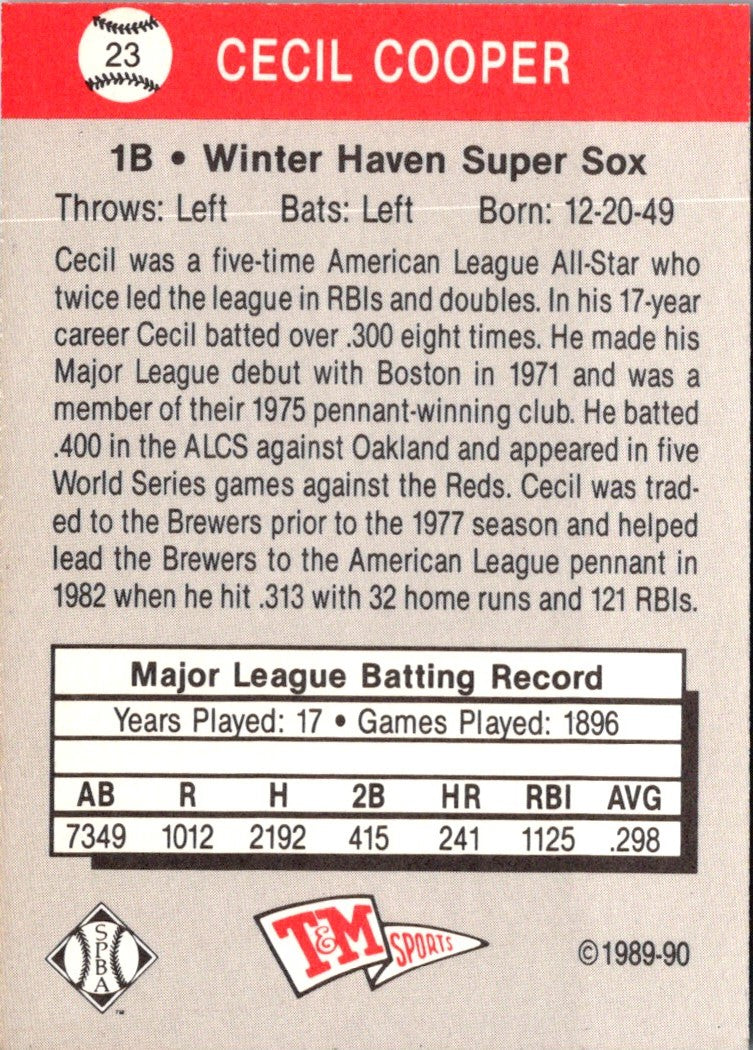 23
CECIL COOPER
1B • Winter Haven Super Sox
Throws: Left Bats: Left Born: 12-20-49
Cecil was a five-time American League All-Star who
twice led the league in RBIs and doubles. In his 17-year
career Cecil batted over .300 eight times. He made his
Major League debut with Boston in 1971 and was a
member of their 1975 pennant-winning club. He batted
.400 in the ALCS against Oakland and appeared in five
World Series games against the Reds. Cecil was trad-
ed to the Brewers prior to the 1977 season and helped
lead the Brewers to the American League pennant in
1982 when he hit .313 with 32 home runs and 121 RBIs.
Major League Batting Record
Years Played: 17 • Games Played: 1896
AB R H 2B HR RBI AVG
7349 1012 2192 415 241 1125 .298
SPBA
™
T&M
SPORTS
©1989-90